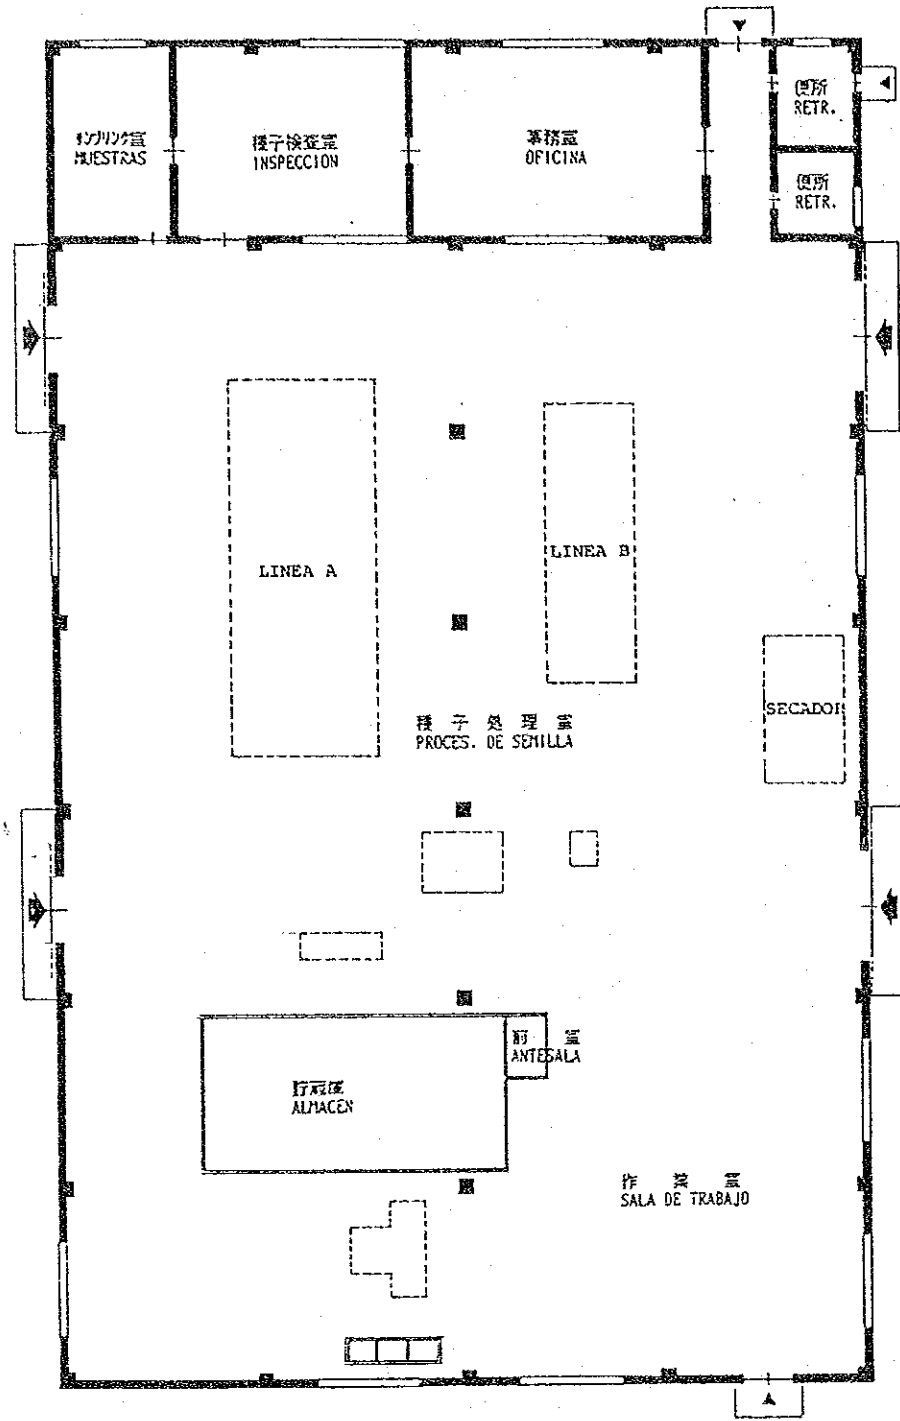 サンプリング室
MUESTRAS
種子検査室
INSPECCION
事務室
OFICINA
便所
RETR.
便所
RETR.
LINEA A
LINEA B
SECADOR
種子処理室
PROCES. DE SEMILLA
前室
ANTESALA
貯蔵庫
ALMACEN
作業室
SALA DE TRABAJO